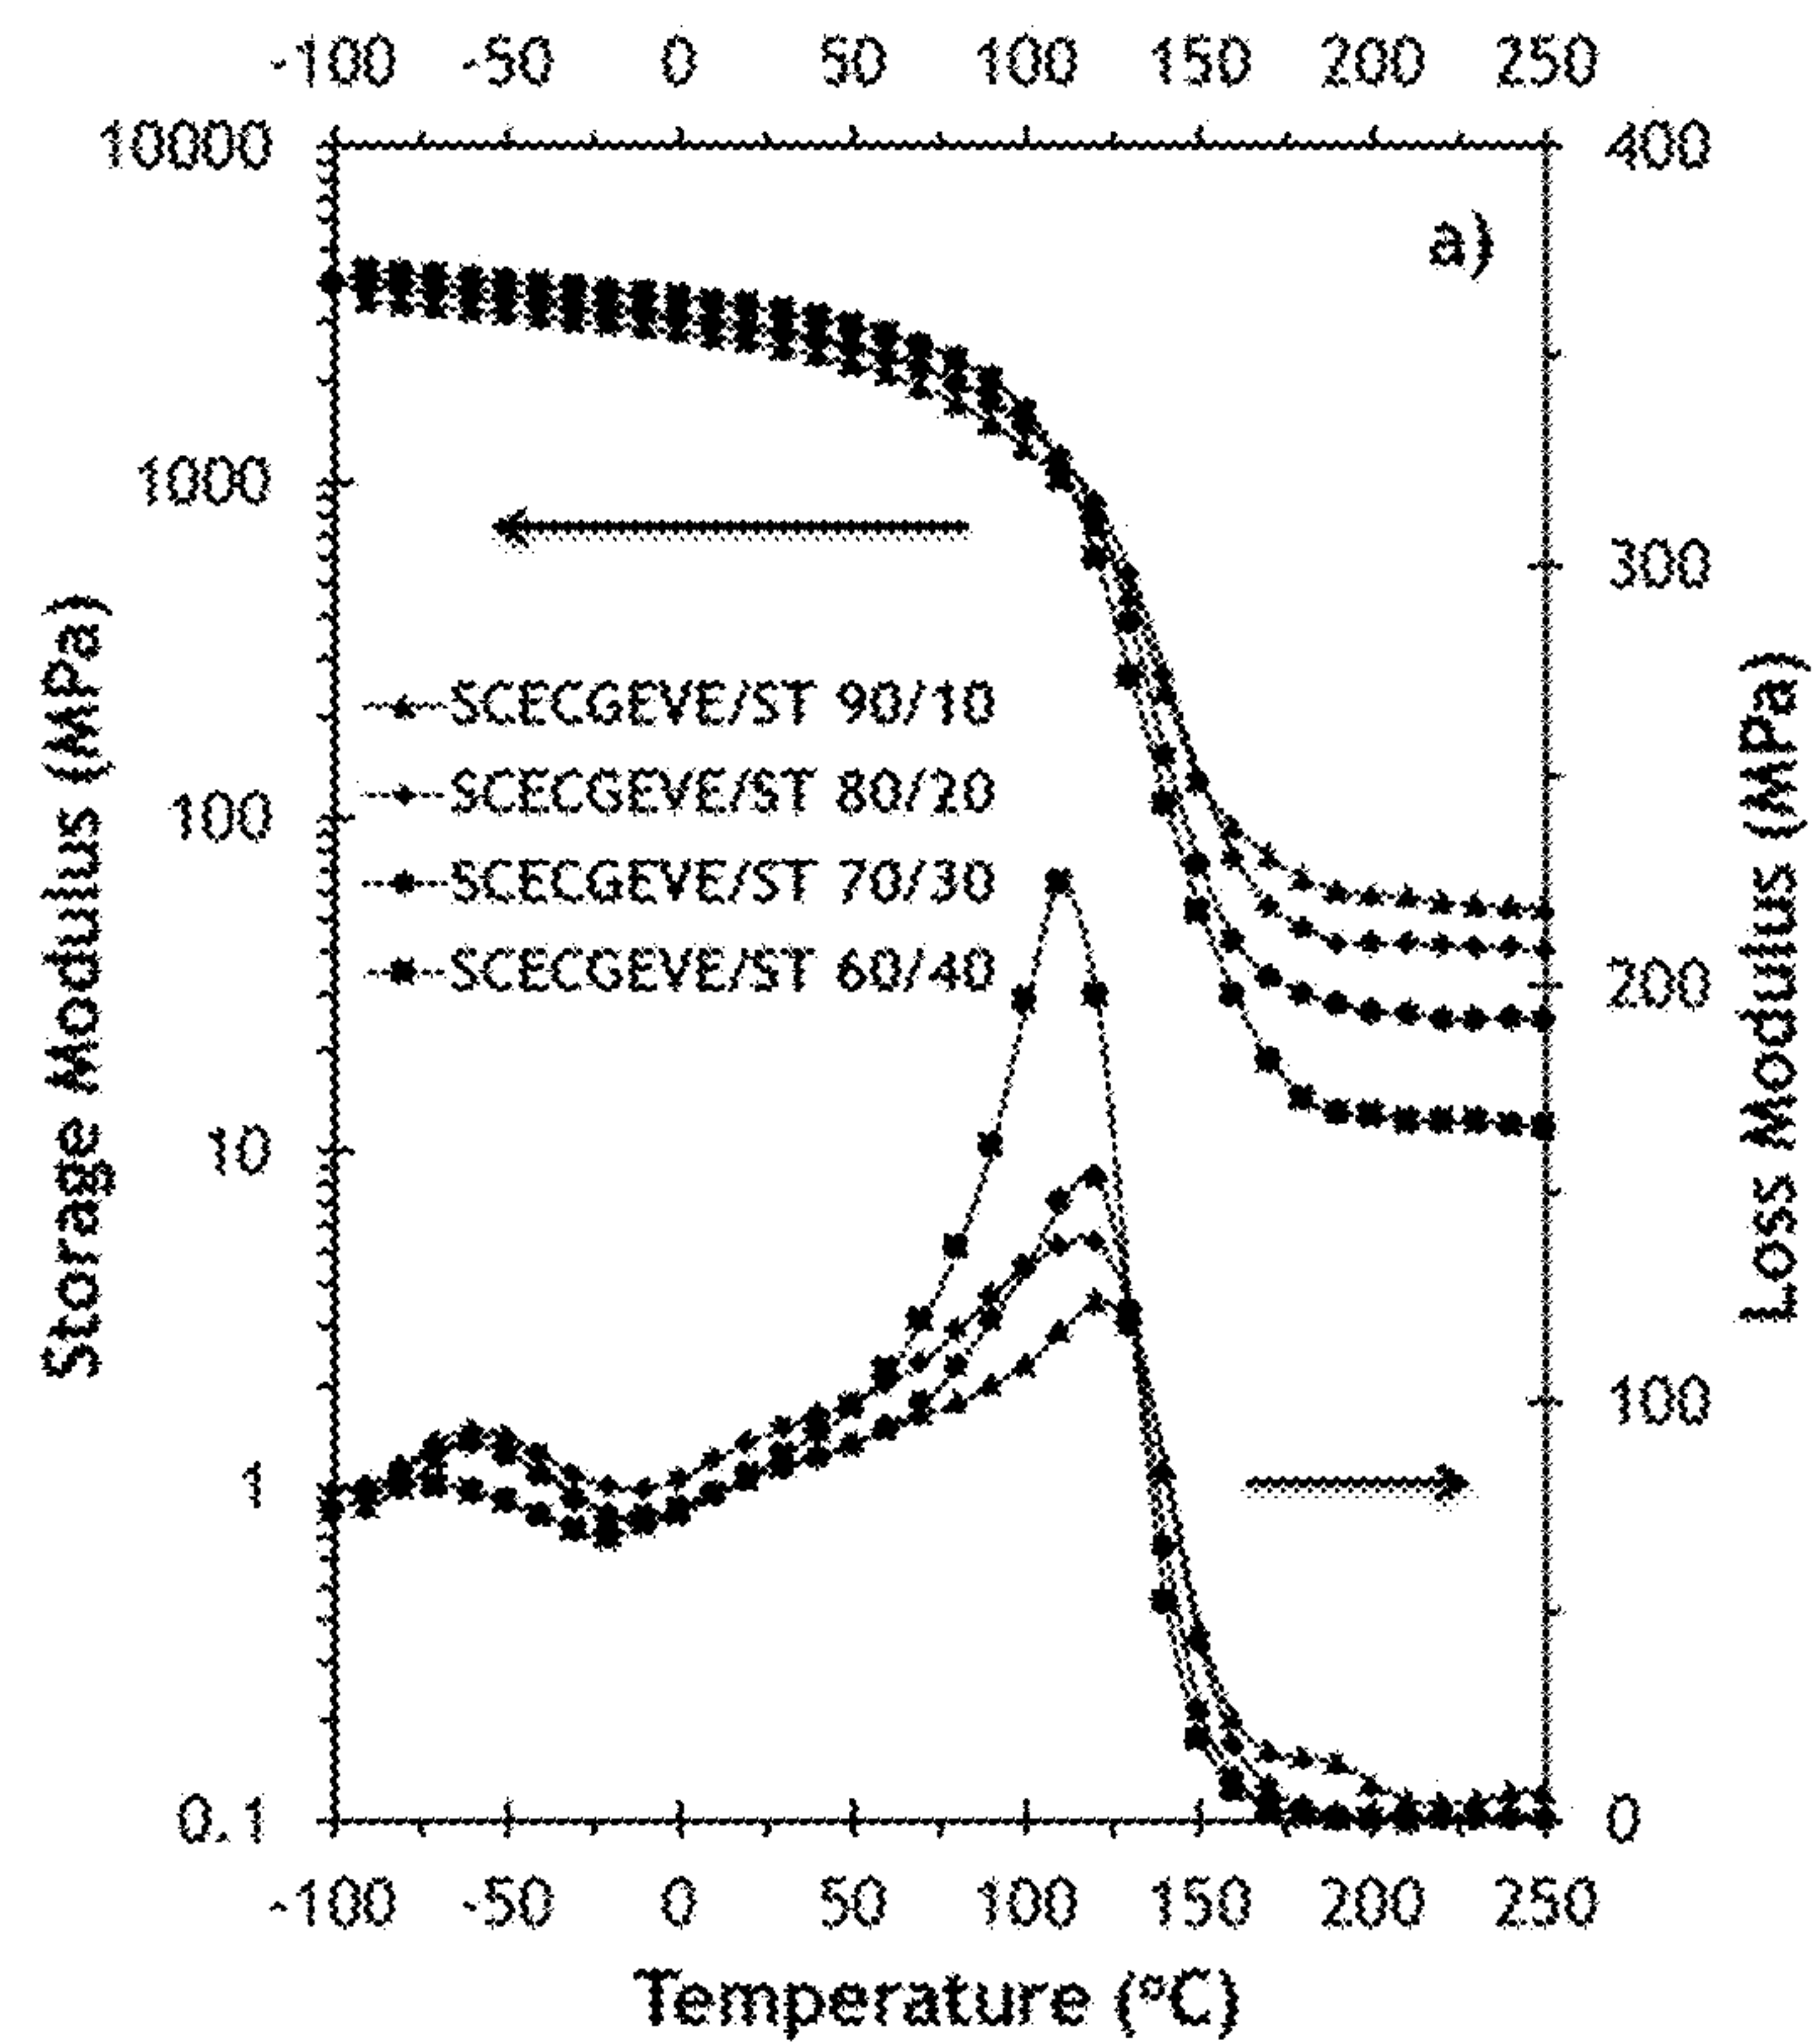 -100 -50 0 50 100 150 200 250
10000
400
a)
1000
300
Storage Modulus (MPa)
Loss Modulus (MPa)
SCECGEVE/ST 90/10
SCECGEVE/ST 80/20
100
SCECGEVE/ST 70/30
SCECGEVE/ST 60/40
200
10
100
1
0.1
0
-100 -50 0 50 100 150 200 250
Temperature (°C)